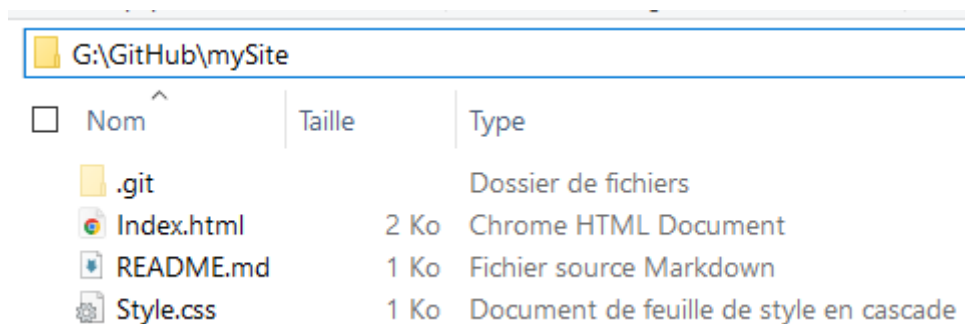 G:\GitHub\mySite
Nom Taille Type
.git Dossier de fichiers
Index.html 2 Ko Chrome HTML Document
README.md 1 Ko Fichier source Markdown
Style.css 1 Ko Document de feuille de style en cascade